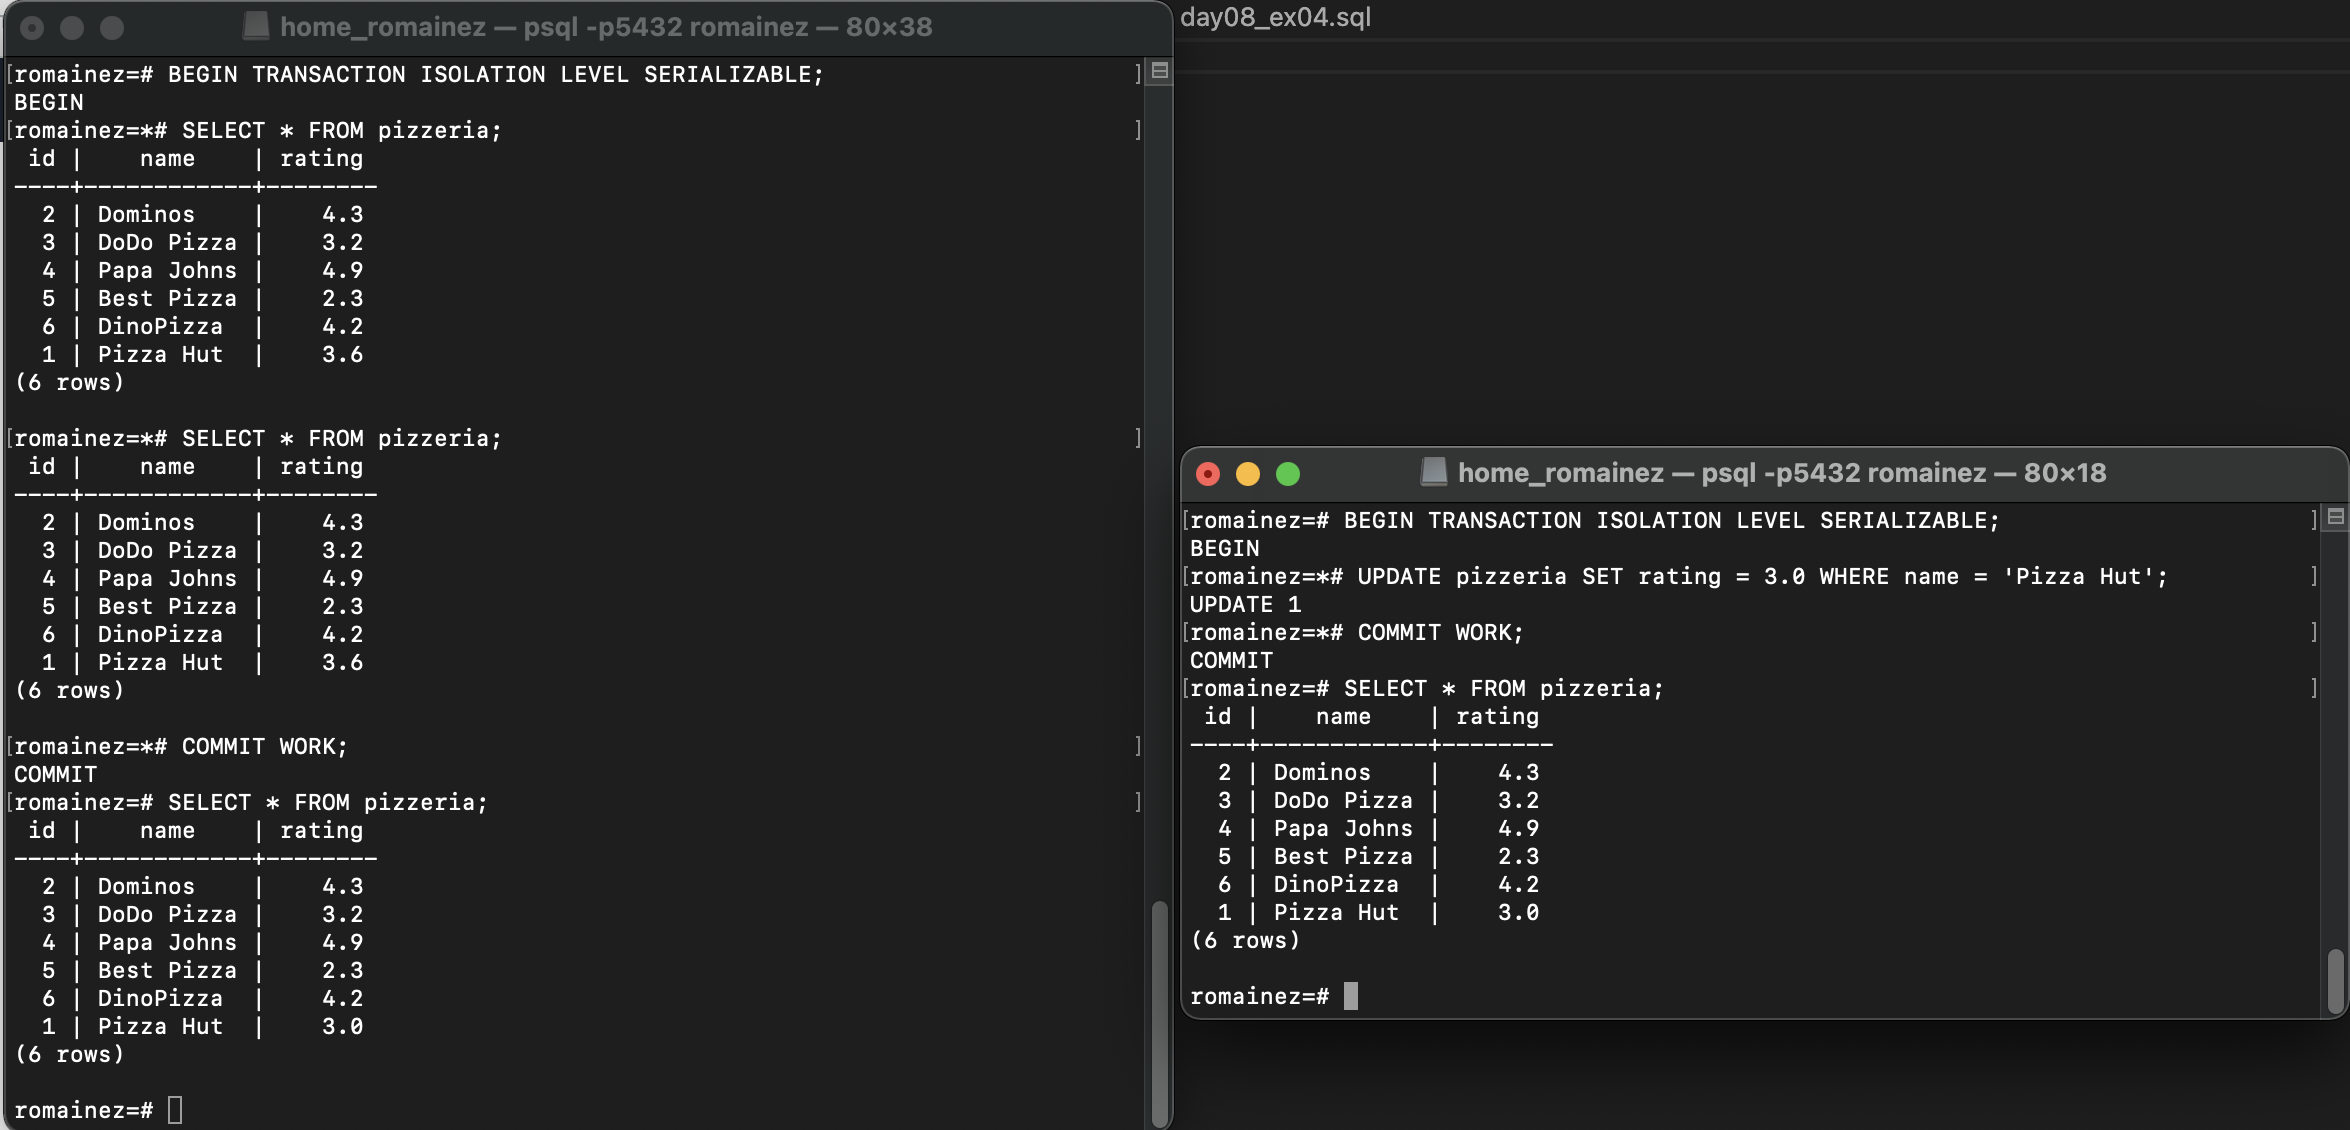 home_romainez — psql -p5432 romainez — 80×38
[romainez=# BEGIN TRANSACTION ISOLATION LEVEL SERIALIZABLE; ]
BEGIN
[romainez=*# SELECT * FROM pizzeria; ]
 id |    name    | rating
----+------------+--------
  2 | Dominos    |    4.3
  3 | DoDo Pizza |    3.2
  4 | Papa Johns |    4.9
  5 | Best Pizza |    2.3
  6 | DinoPizza  |    4.2
  1 | Pizza Hut  |    3.6
(6 rows)
[romainez=*# SELECT * FROM pizzeria; ]
 id |    name    | rating
----+------------+--------
  2 | Dominos    |    4.3
  3 | DoDo Pizza |    3.2
  4 | Papa Johns |    4.9
  5 | Best Pizza |    2.3
  6 | DinoPizza  |    4.2
  1 | Pizza Hut  |    3.6
(6 rows)
[romainez=*# COMMIT WORK; ]
COMMIT
[romainez=# SELECT * FROM pizzeria; ]
 id |    name    | rating
----+------------+--------
  2 | Dominos    |    4.3
  3 | DoDo Pizza |    3.2
  4 | Papa Johns |    4.9
  5 | Best Pizza |    2.3
  6 | DinoPizza  |    4.2
  1 | Pizza Hut  |    3.0
(6 rows)
romainez=#
day08_ex04.sql
home_romainez — psql -p5432 romainez — 80×18
[romainez=# BEGIN TRANSACTION ISOLATION LEVEL SERIALIZABLE; ]
BEGIN
[romainez=*# UPDATE pizzeria SET rating = 3.0 WHERE name = 'Pizza Hut'; ]
UPDATE 1
[romainez=*# COMMIT WORK; ]
COMMIT
[romainez=# SELECT * FROM pizzeria; ]
 id |    name    | rating
----+------------+--------
  2 | Dominos    |    4.3
  3 | DoDo Pizza |    3.2
  4 | Papa Johns |    4.9
  5 | Best Pizza |    2.3
  6 | DinoPizza  |    4.2
  1 | Pizza Hut  |    3.0
(6 rows)
romainez=#